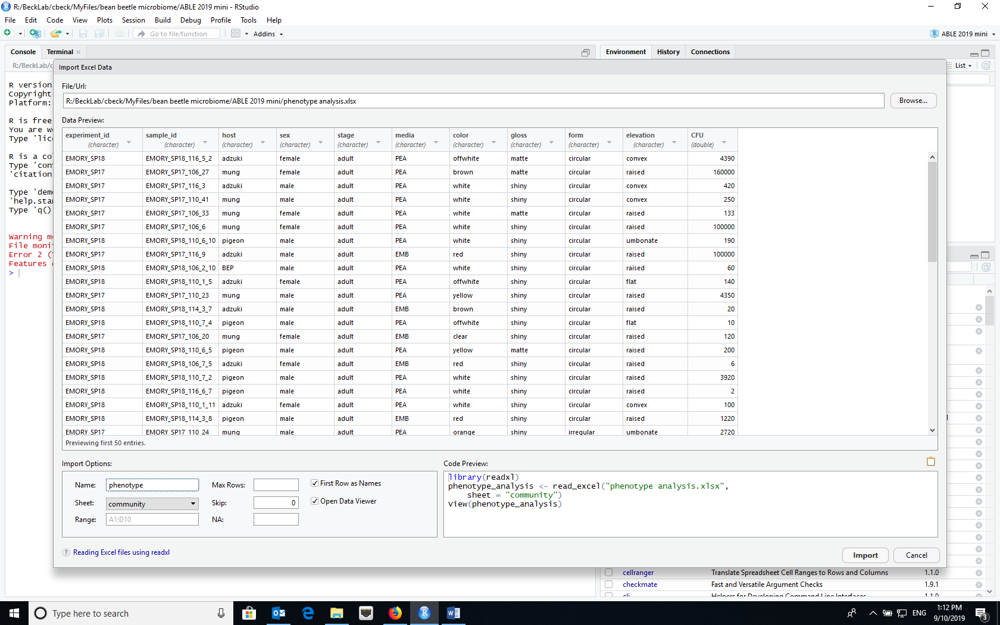 R:/BeckLab/cbeck/MyFiles/bean beetle microbiome/ABLE 2019 mini - RStudio
File Edit Code View Plots Session Build Debug Profile Tools Help
Go to file/function Addins ABLE 2019 mini
Console Terminal Environment History Connections
R:/BeckLab/c List
Import Excel Data
File/Url:
R:/BeckLab/cbeck/MyFiles/bean beetle microbiome/ABLE 2019 mini/phenotype analysis.xlsx Browse...
Data Preview:
R version
Copyright
Platform:
R is free
You are w
Type 'lic
R is a co
Type 'con
'citation
Type 'dem
'help.sta
Type 'q()
Warning m
File moni
Error 2 (
Features
>
experiment_id sample_id host sex stage media color gloss form elevation CFU
(character) (character) (character) (character) (character) (character) (character) (character) (character) (character) (double)
EMORY_SP18 EMORY_SP18_116_5_2 adzuki female adult PEA offwhite matte circular convex 4390
EMORY_SP17 EMORY_SP17_106_27 mung female adult PEA brown matte circular raised 160000
EMORY_SP17 EMORY_SP17_116_3 adzuki male adult PEA white shiny circular convex 420
EMORY_SP17 EMORY_SP17_110_41 mung male adult PEA white shiny circular convex 250
EMORY_SP17 EMORY_SP17_106_33 mung female adult PEA white matte circular raised 133
EMORY_SP17 EMORY_SP17_106_6 mung female adult PEA white shiny circular raised 100000
EMORY_SP18 EMORY_SP18_110_6_10 pigeon male adult PEA white shiny circular umbonate 190
EMORY_SP17 EMORY_SP17_116_9 adzuki male adult EMB red shiny circular raised 100000
EMORY_SP18 EMORY_SP18_106_2_10 BEP male adult PEA white shiny circular raised 60
EMORY_SP18 EMORY_SP18_110_1_5 adzuki female adult PEA offwhite shiny circular flat 140
EMORY_SP17 EMORY_SP17_110_23 mung male adult PEA yellow shiny circular raised 4350
EMORY_SP18 EMORY_SP18_114_3_7 adzuki male adult EMB brown shiny circular raised 20
EMORY_SP18 EMORY_SP18_110_7_4 pigeon male adult PEA offwhite shiny circular flat 10
EMORY_SP17 EMORY_SP17_106_20 mung female adult EMB clear shiny circular raised 120
EMORY_SP18 EMORY_SP18_110_6_5 pigeon male adult PEA yellow matte circular raised 200
EMORY_SP18 EMORY_SP18_106_7_5 adzuki female adult EMB red shiny circular raised 6
EMORY_SP18 EMORY_SP18_110_7_2 pigeon male adult PEA white shiny circular raised 3920
EMORY_SP18 EMORY_SP18_116_6_7 pigeon male adult PEA white shiny circular raised 2
EMORY_SP18 EMORY_SP18_110_1_11 adzuki female adult PEA white shiny circular convex 100
EMORY_SP18 EMORY_SP18_114_3_8 pigeon male adult EMB red shiny circular raised 1220
EMORY_SP17 EMORY_SP17_110_24 mung male adult PEA orange shiny irregular umbonate 2720
Previewing first 50 entries.
Import Options:
Name: phenotype Max Rows: First Row as Names
Sheet: community Skip: 0 Open Data Viewer
Range: A1:D10 NA:
Code Preview:
library(readxl)
phenotype_analysis <- read_excel("phenotype analysis.xlsx",
sheet = "community")
View(phenotype_analysis)
? Reading Excel files using readxl Import Cancel
cellranger Translate Spreadsheet Cell Ranges to Rows and Columns 1.1.0
checkmate Fast and Versatile Argument Checks 1.9.1
cli Helpers for Developing Command Line Interfaces 1.1.0
Type here to search ENG 1:12 PM
9/10/2019 3